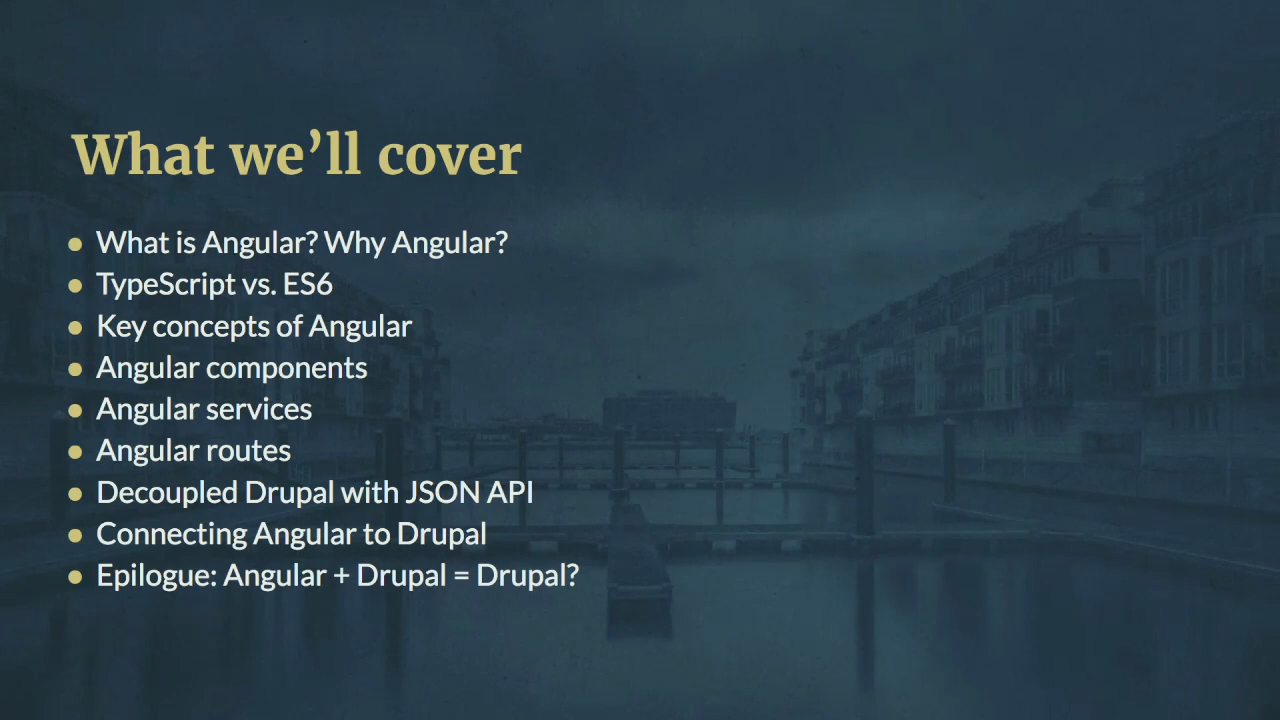 What we’ll cover
What is Angular? Why Angular?
TypeScript vs. ES6
Key concepts of Angular
Angular components
Angular services
Angular routes
Decoupled Drupal with JSON API
Connecting Angular to Drupal
Epilogue: Angular + Drupal = Drupal?